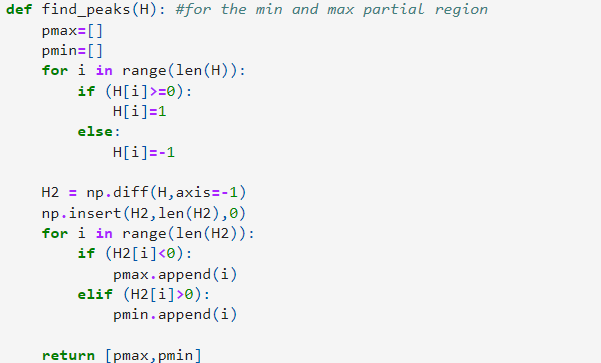 def find_peaks(H): #for the min and max partial region
    pmax=[]
    pmin=[]
    for i in range(len(H)):
        if (H[i]>=0):
            H[i]=1
        else:
            H[i]=-1

    H2 = np.diff(H,axis=-1)
    np.insert(H2,len(H2),0)
    for i in range(len(H2)):
        if (H2[i]<0):
            pmax.append(i)
        elif (H2[i]>0):
            pmin.append(i)

    return [pmax,pmin]